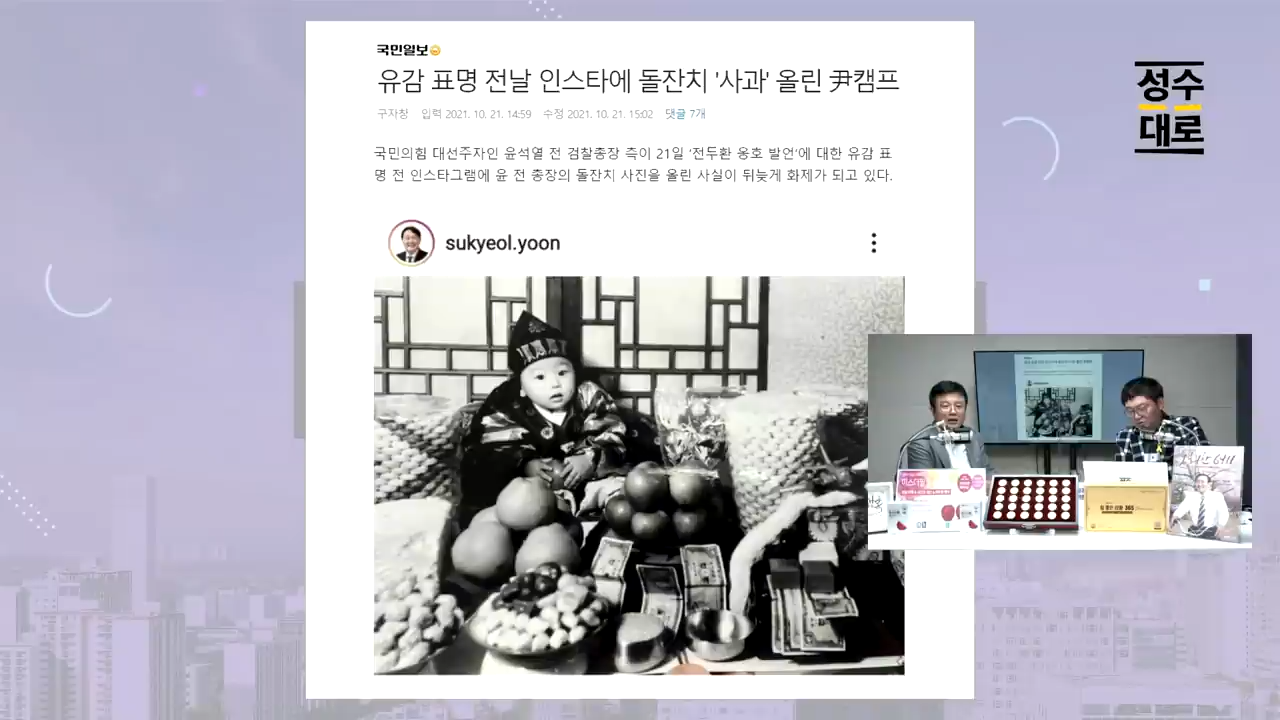 국민일보
유감 표명 전날 인스타에 돌잔치 '사과' 올린 尹캠프
구자창 입력 2021. 10. 21. 14:59 수정 2021. 10. 21. 15:02 댓글 7개
국민의힘 대선주자인 윤석열 전 검찰총장 측이 21일 ‘전두환 옹호 발언’에 대한 유감 표
명 전 인스타그램에 윤 전 총장의 돌잔치 사진을 올린 사실이 뒤늦게 화제가 되고 있다.
sukyeol.yoon
성수
대로